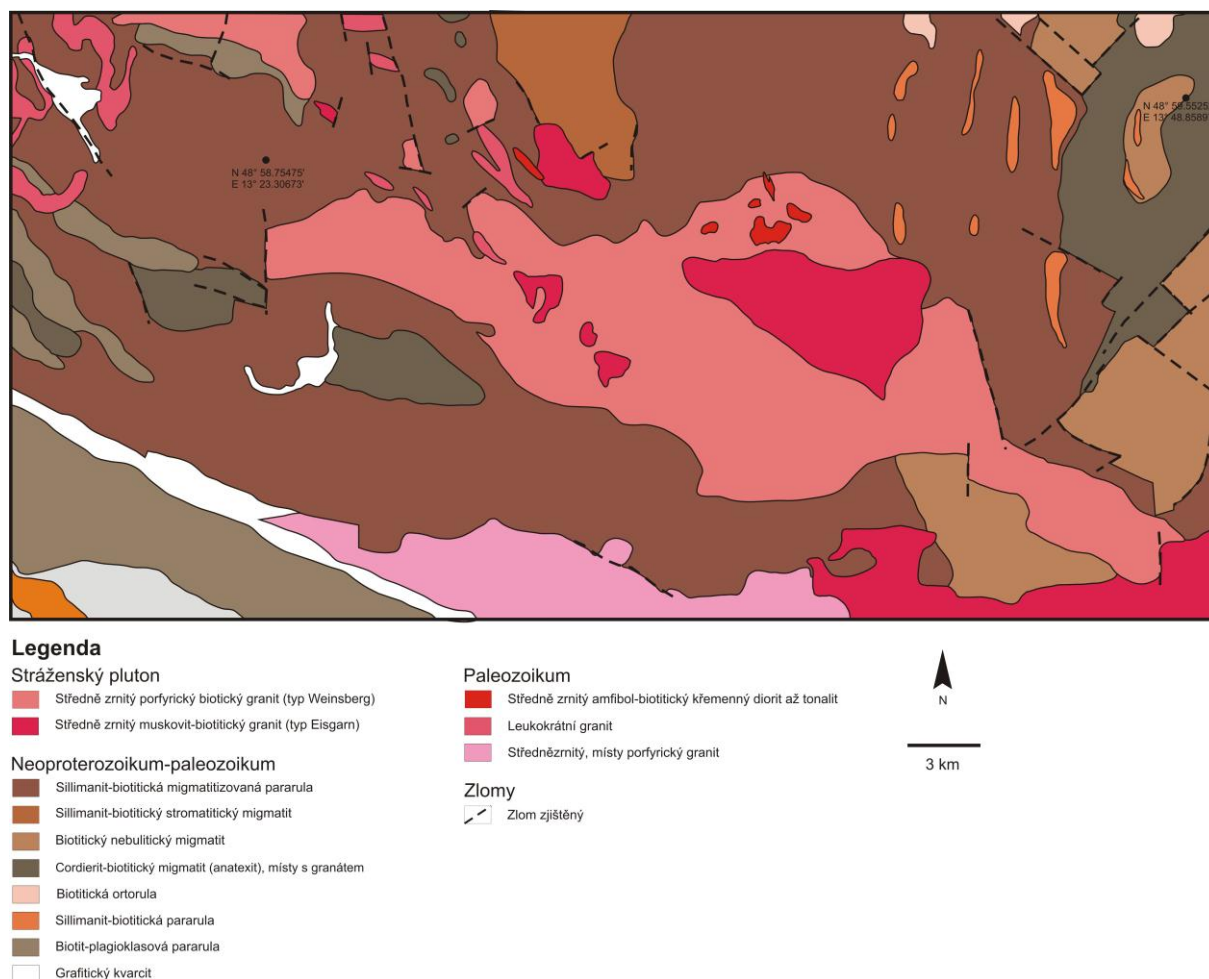 N 48° 58.75475'
E 13° 23.30673'
N 48° 59.5525
E 13° 48.8589'
Legenda
Stráženský pluton
Středně zrnitý porfyrický biotický granit (typ Weinsberg)
Středně zrnitý muskovit-biotitický granit (typ Eisgarn)
Neoproterozoikum-paleozoikum
Sillimanit-biotitická migmatitizovaná pararula
Sillimanit-biotitický stromatitický migmatit
Biotitický nebulitický migmatit
Cordierit-biotitický migmatit (anatexit), místy s granátem
Biotitická ortorula
Sillimanit-biotitická pararula
Biotit-plagioklasová pararula
Grafitický kvarcit
Paleozoikum
Středně zrnitý amfibol-biotitický křemenný diorit až tonalit
Leukokrátní granit
Střednězrnitý, místy porfyrický granit
Zlomy
Zlom zjištěný
N
3 km